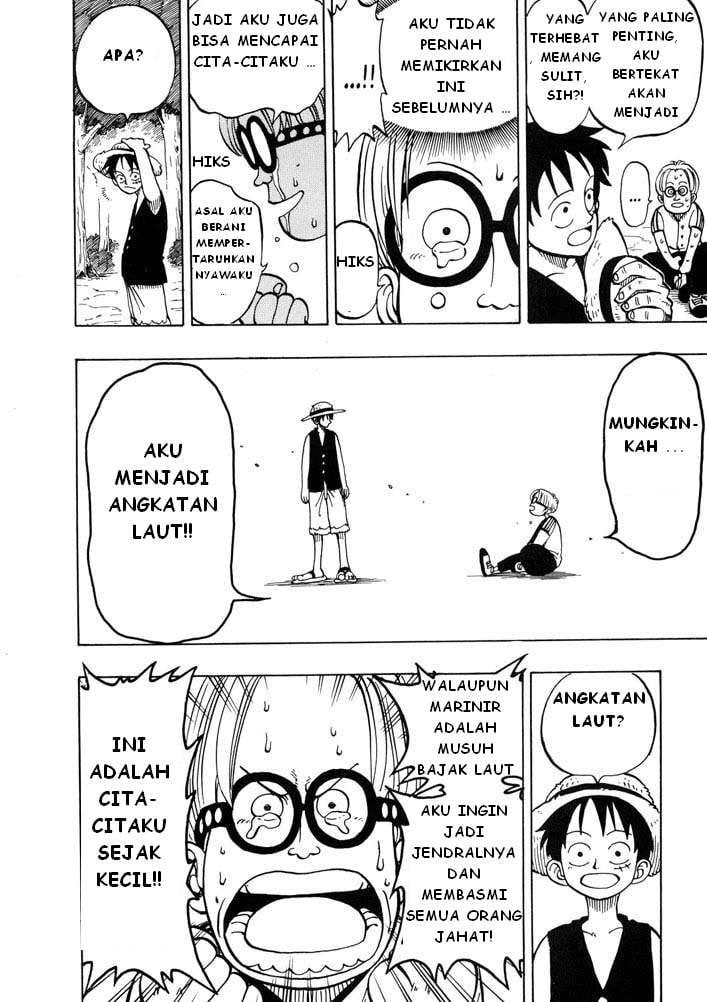 YANG PALING
PENTING,
AKU
BERTEKAT
AKAN
MENJADI
YANG
TERHEBAT
, MEMANG
SULIT,
SIH?!
...
AKU TIDAK
PERNAH
MEMIKIRKAN
INI
SEBELUMNYA ...
...!!
HIKS
JADI AKU JUGA
BISA MENCAPAI
CITA-CITAKU ...
HIKS
ASAL AKU
BERANI
MEMPER-
TARUHKAN
NYAWAKU
...
APA?
MUNGKIN-
KAH ...
AKU
MENJADI
ANGKATAN
LAUT!!
ANGKATAN
LAUT?
WALAUPUN
MARINIR
ADALAH
MUSUH
BAJAK LAUT
AKU INGIN
JADI
JENDRALNYA
DAN
MEMBASMI
SEMUA ORANG
JAHAT!
INI
ADALAH
CITA-
CITAKU
SEJAK
KECIL!!